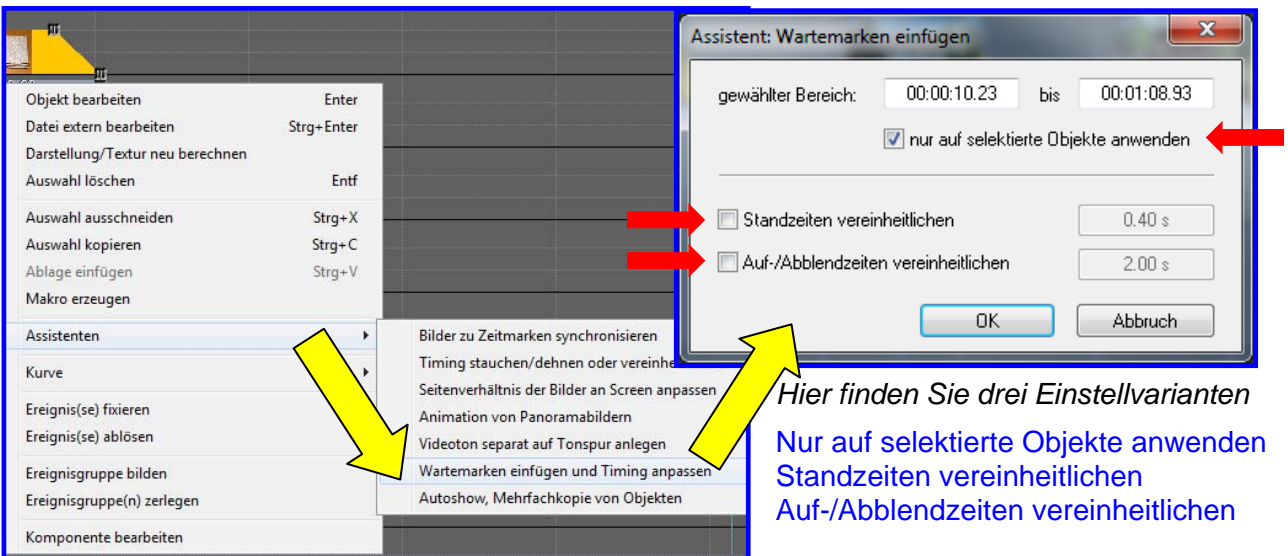 Objekt bearbeiten Enter
Datei extern bearbeiten Strg+Enter
Darstellung/Textur neu berechnen
Auswahl löschen Entf
Auswahl ausschneiden Strg+X
Auswahl kopieren Strg+C
Ablage einfügen Strg+V
Makro erzeugen
Assistenten
Kurve
Ereignis(se) fixieren
Ereignis(se) ablösen
Ereignisgruppe bilden
Ereignisgruppe(n) zerlegen
Komponente bearbeiten
Bilder zu Zeitmarken synchronisieren
Timing stauchen/dehnen oder vereinhe
Seitenverhältnis der Bilder an Screen anpassen
Animation von Panoramabildern
Videoton separat auf Tonspur anlegen
Wartemarken einfügen und Timing anpassen
Autoshow, Mehrfachkopie von Objekten
Assistent: Wartemarken einfügen
gewählter Bereich: 00:00:10.23 bis 00:01:08.93
nur auf selektierte Objekte anwenden
Standzeiten vereinheitlichen 0.40 s
Auf-/Abblendzeiten vereinheitlichen 2.00 s
OK Abbruch
Hier finden Sie drei Einstellvarianten
Nur auf selektierte Objekte anwenden
Standzeiten vereinheitlichen
Auf-/Abblendzeiten vereinheitlichen